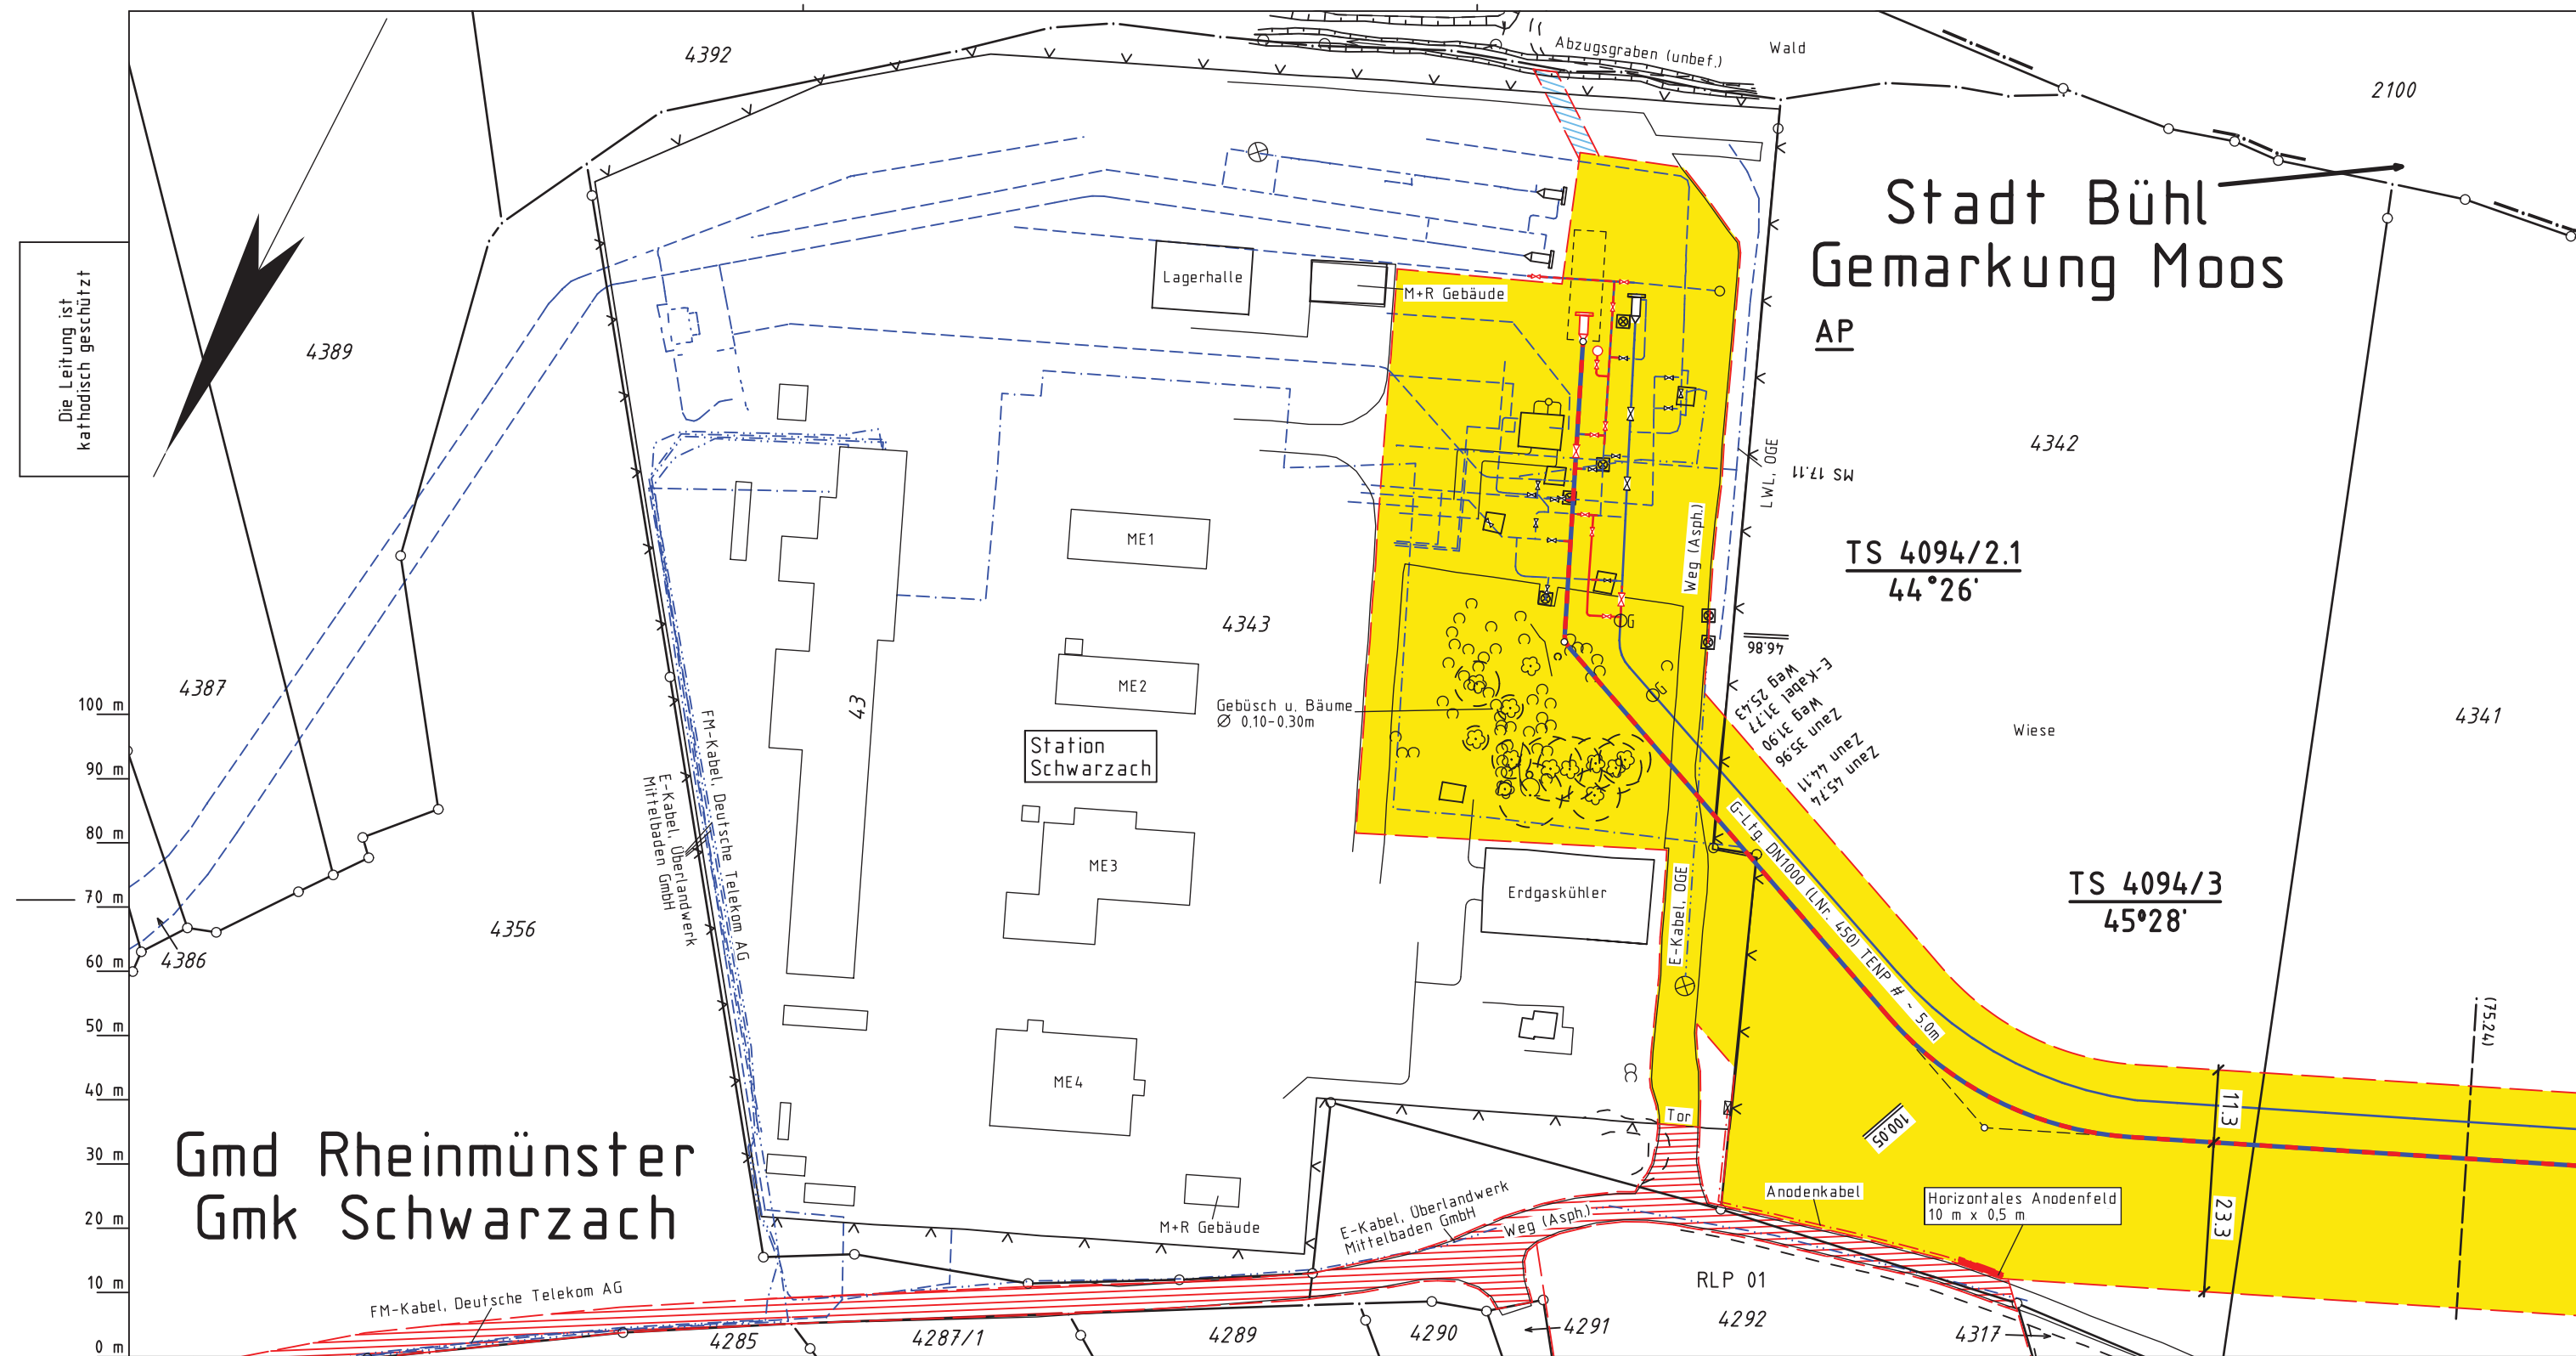 4392
Abzugsgraben (unbef.)
Wald
2100
Stadt Bühl
Gemarkung Moos
AP
Die Leitung ist
kathodisch geschützt
4389
Lagerhalle
M+R Gebäude
4342
LWL, OGE
MS 17.11
ME1
Weg (Asph.)
TS 4094/2.1
44°26'
4343
G
46.86
E-Kabel 31.77
Weg 25.43
Weg 31.90
Zaun 35.96
Zaun 44.11
Zaun 45.74
4387
ME2
43
G
Gebüsch u. Bäume
Ø 0,10-0,30m
Wiese
4341
100 m
90 m
80 m
70 m
60 m
50 m
40 m
30 m
20 m
10 m
0 m
FM-Kabel, Deutsche Telekom AG
E-Kabel, Überlandwerk
Mittelbaden GmbH
Station
Schwarzach
ME3
Erdgaskühler
E-Kabel, OGE
G-Ltg. DN1000 (LNr. 450) TENP # ~ 5.0m
TS 4094/3
45°28'
4356
4386
(75.24)
ME4
11.3
Tor
100.05
Gmd Rheinmünster
Gmk Schwarzach
M+R Gebäude
E-Kabel, Überlandwerk
Mittelbaden GmbH
Weg (Asph.)
Anodenkabel
Horizontales Anodenfeld
10 m x 0,5 m
23.3
RLP 01
FM-Kabel, Deutsche Telekom AG
4285
4287/1
4289
4290
4291
4292
4317